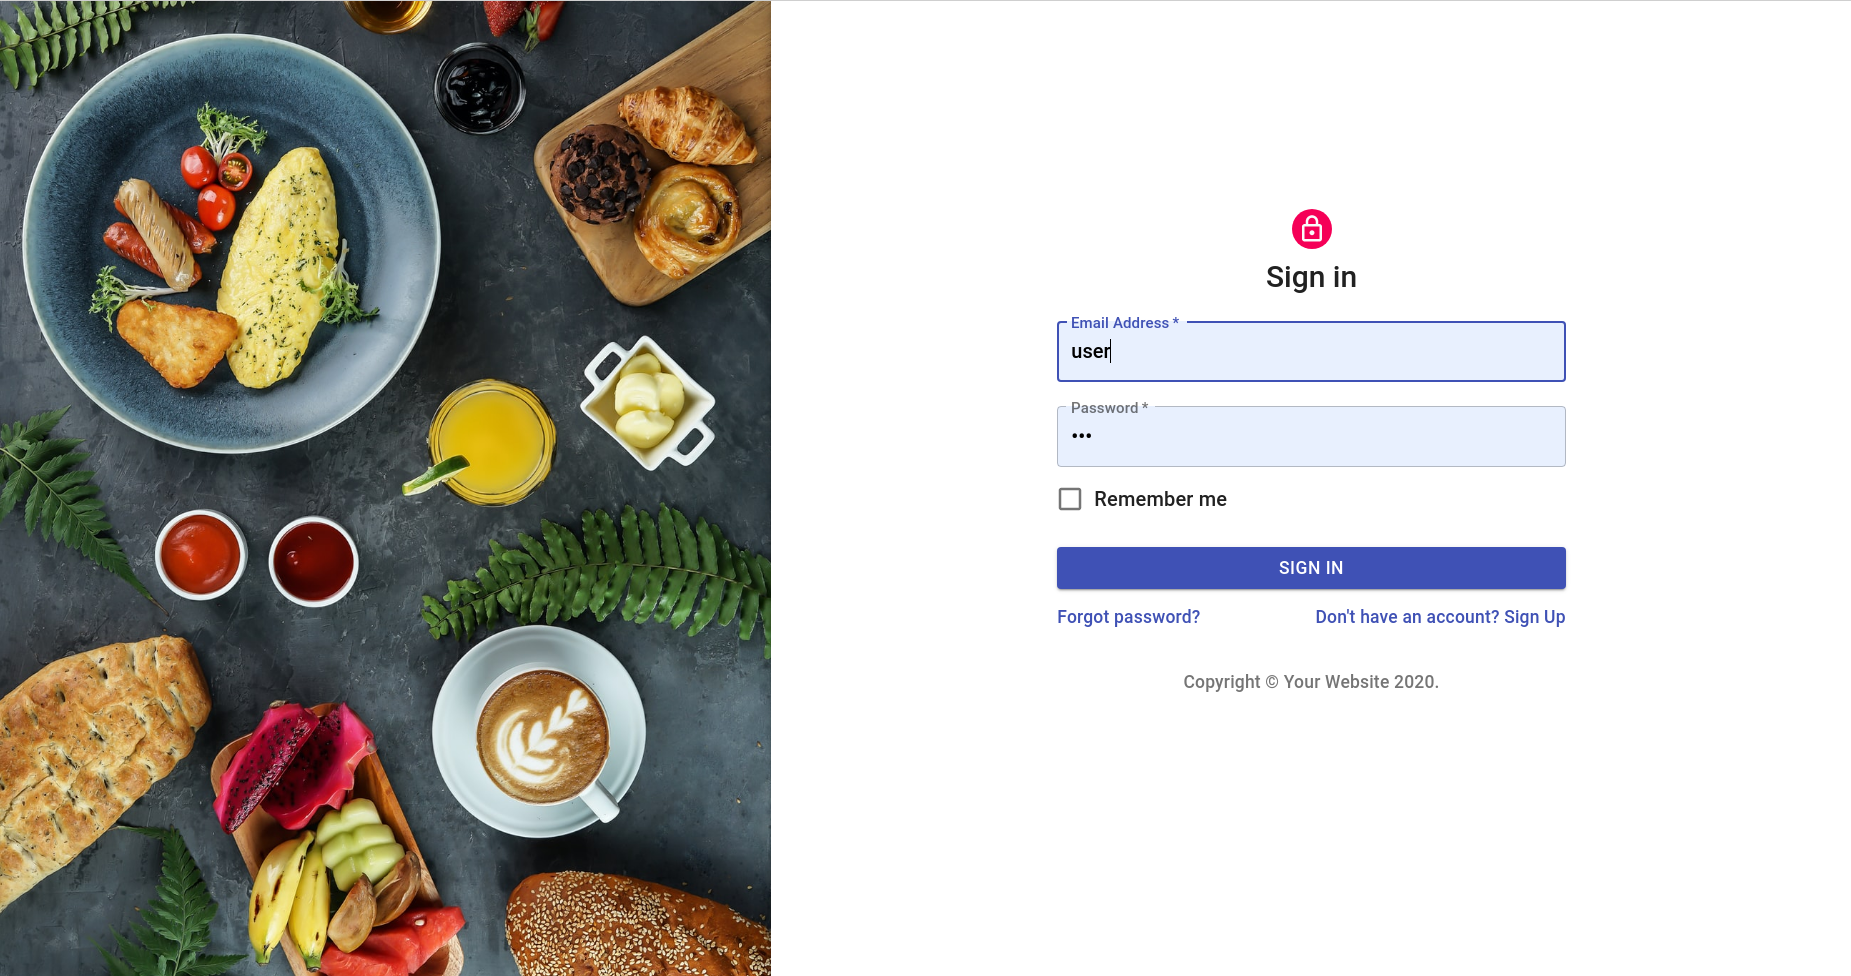 Sign in
Email Address *
user
Password *
•••
Remember me
SIGN IN
Forgot password?
Don't have an account? Sign Up
Copyright © Your Website 2020.